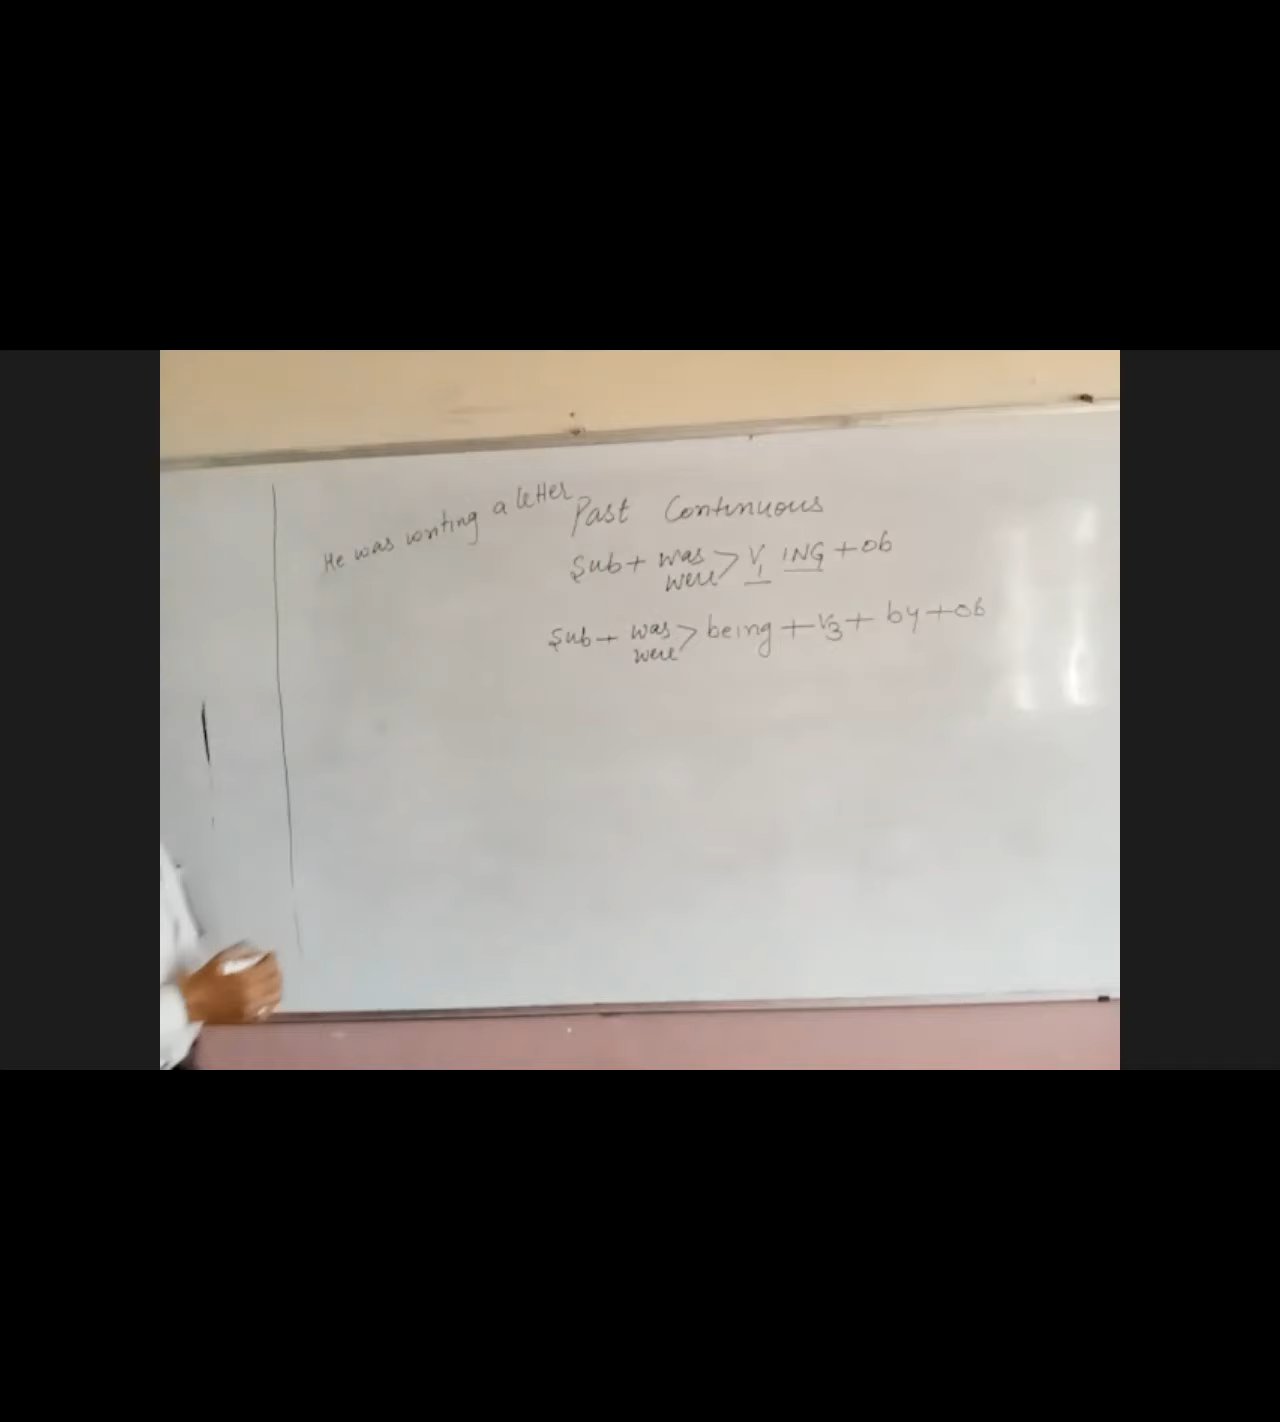 He was writing a letter
Past Continuous
Sub + was were > V1 ING + ob
Sub + was were > being + V3 + by + ob